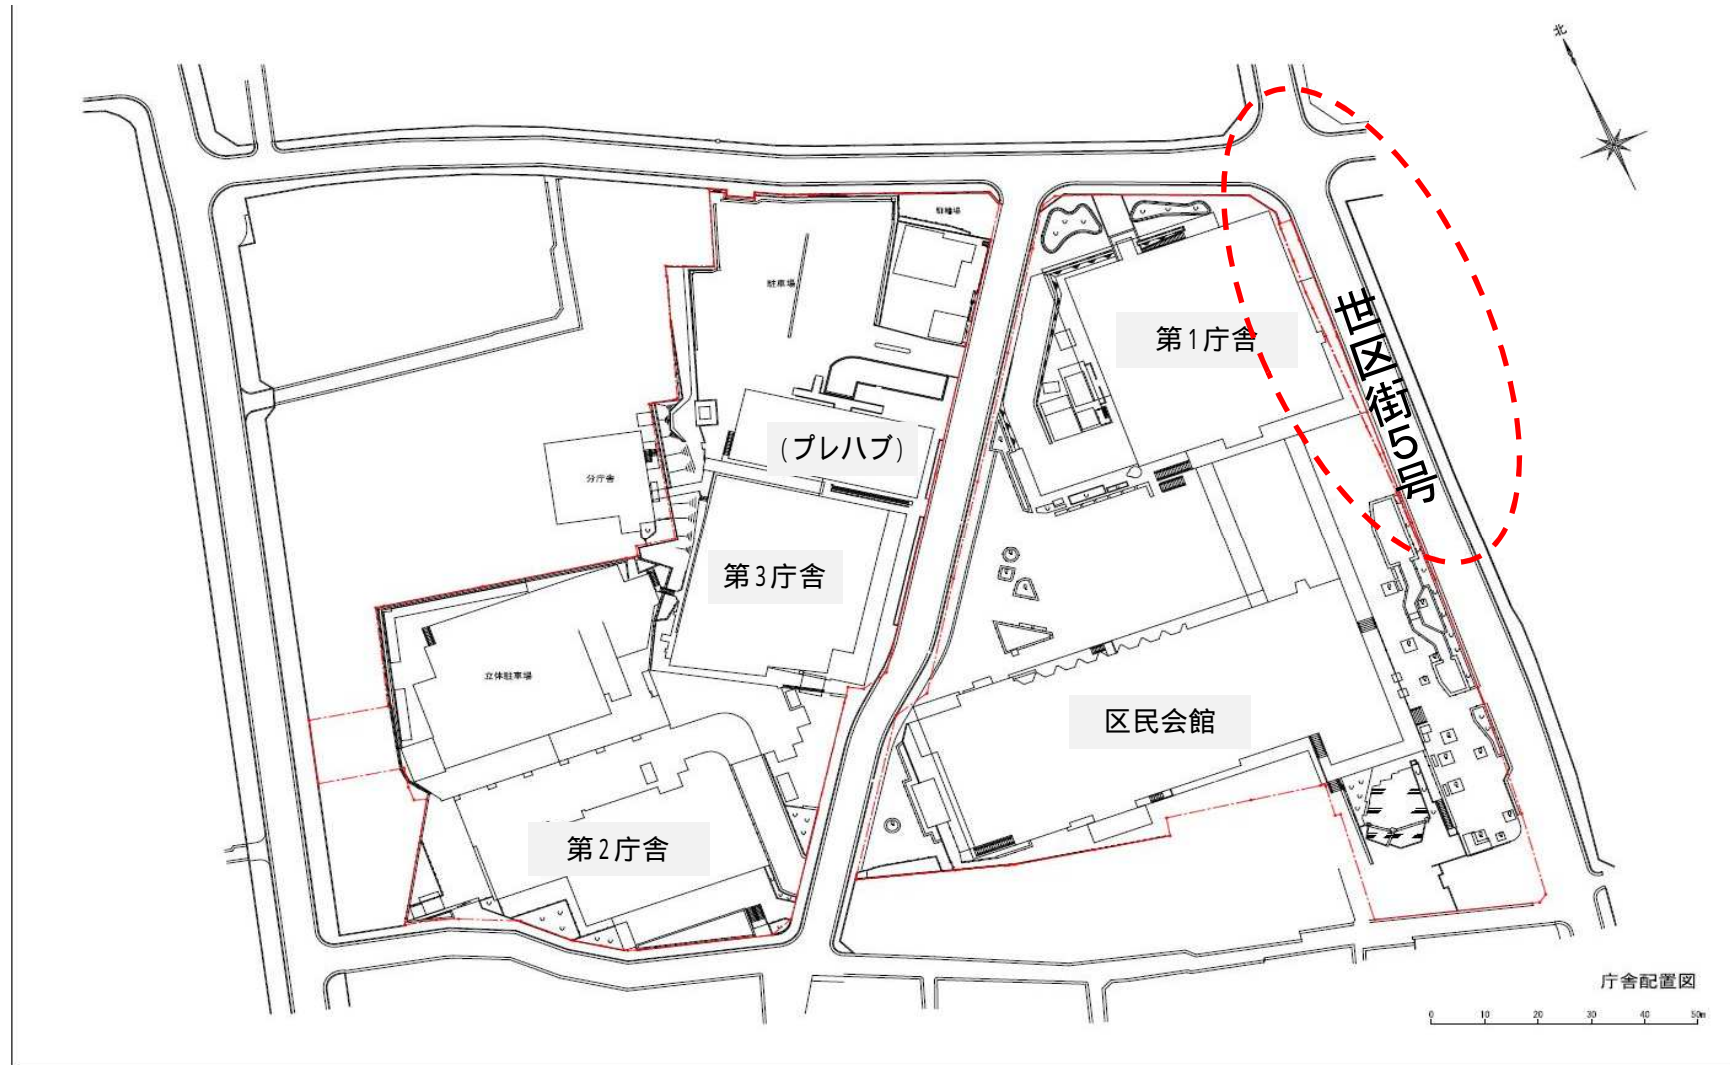 北
駐輪場
駐車場
第1庁舎
世区街5号
(プレハブ)
分庁舎
第3庁舎
立体駐車場
区民会館
第2庁舎
庁舎配置図
0 10 20 30 40 50m